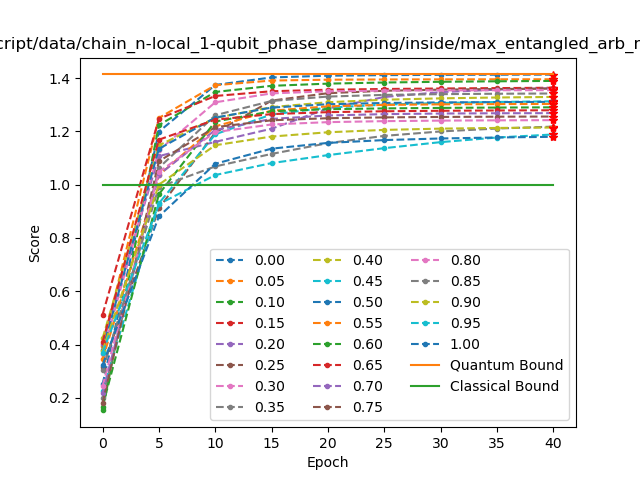 cript/data/chain_n-local_1-qubit_phase_damping/inside/max_entangled_arb_r
1.4
1.2
1.0
0.8
0.6
0.4
0.2
Score
0 5 10 15 20 25 30 35 40
Epoch
0.00 0.40 0.80
0.05 0.45 0.85
0.10 0.50 0.90
0.15 0.55 0.95
0.20 0.60 1.00
0.25 0.65 Quantum Bound
0.30 0.70 Classical Bound
0.35 0.75